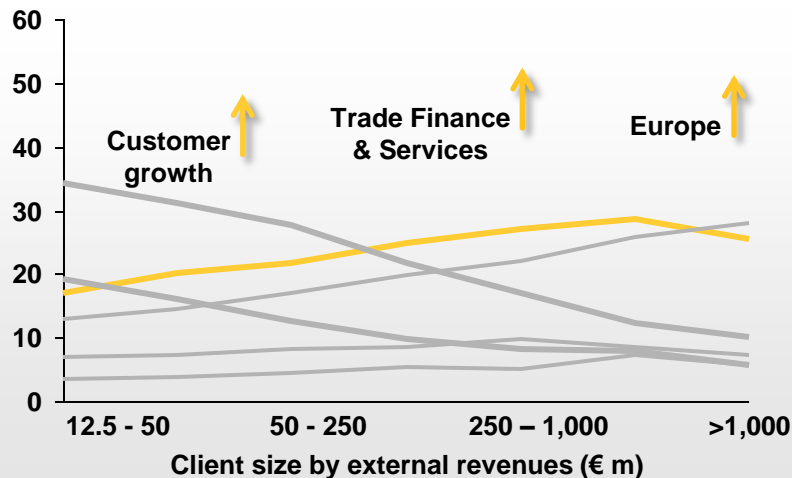 60
50
40
30
20
10
0
Customer
growth
Trade Finance
& Services
Europe
12.5 - 50
50 - 250
250 – 1,000
>1,000
Client size by external revenues (€ m)